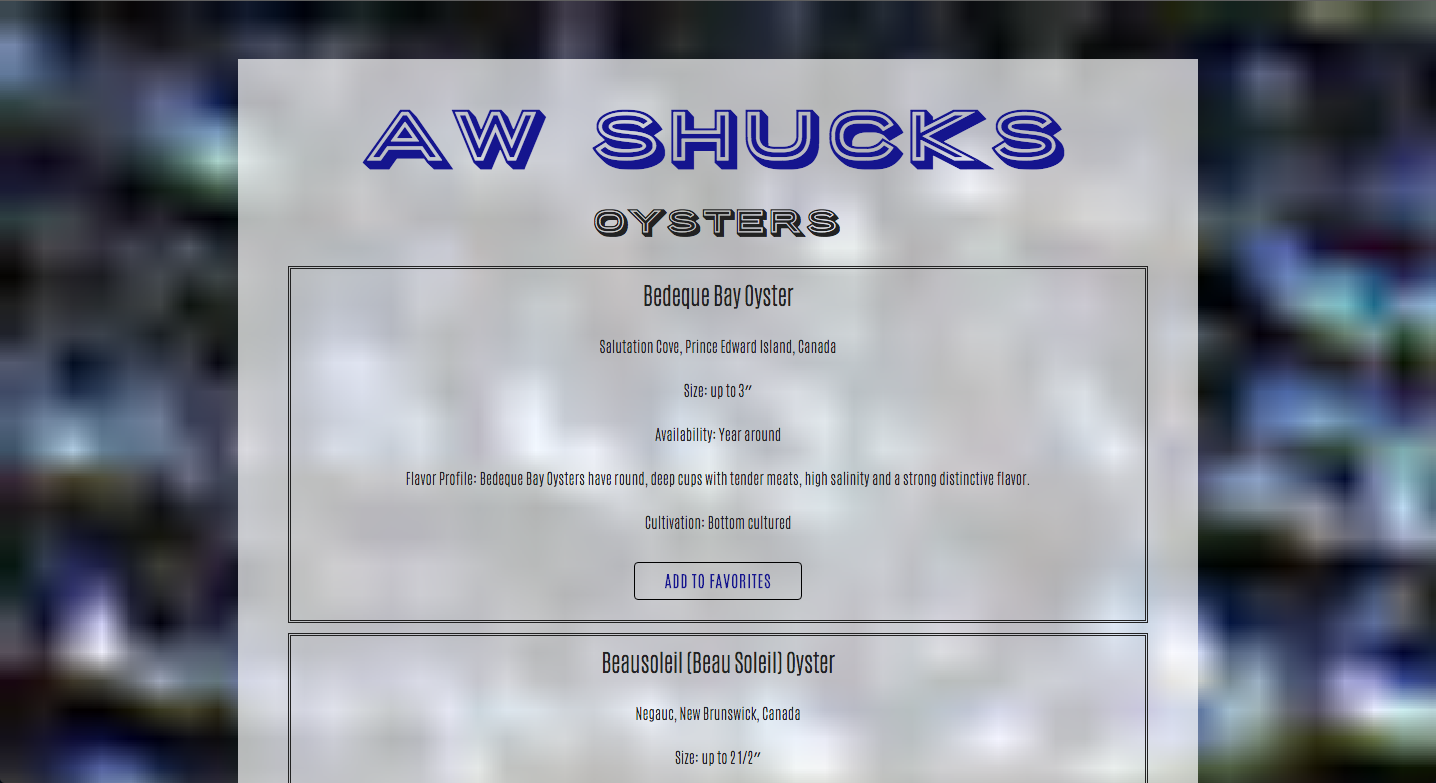 AW SHUCKS
OYSTERS
Bedeque Bay Oyster
Salutation Cove, Prince Edward Island, Canada
Size: up to 3″
Availability: Year around
Flavor Profile: Bedeque Bay Oysters have round, deep cups with tender meats, high salinity and a strong distinctive flavor.
Cultivation: Bottom cultured
ADD TO FAVORITES
Beausoleil (Beau Soleil) Oyster
Negauc, New Brunswick, Canada
Size: up to 2 1/2″